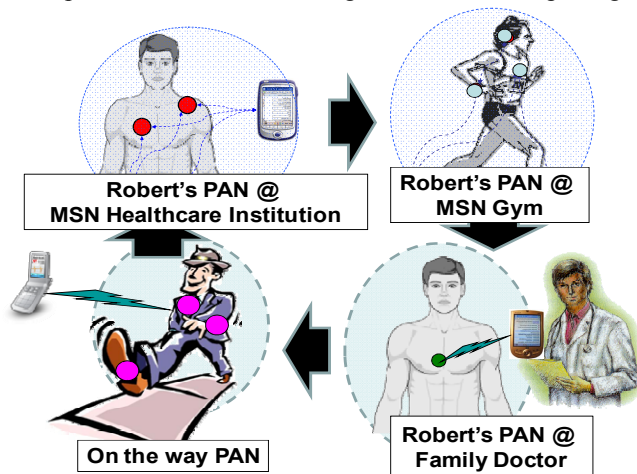 Robert's PAN @
MSN Healthcare Institution
Robert's PAN @
MSN Gym
On the way PAN
Robert's PAN @
Family Doctor